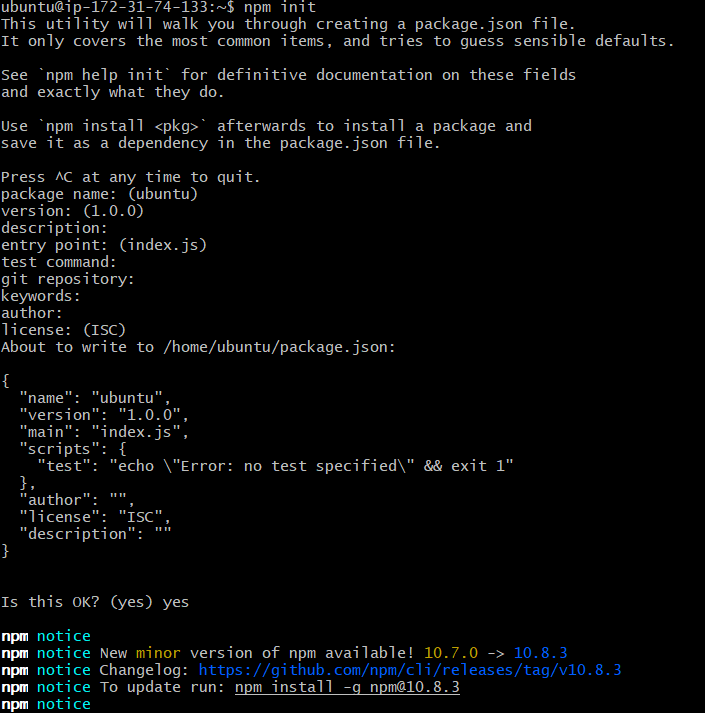 ubuntu@ip-172-31-74-133:~$ npm init
This utility will walk you through creating a package.json file.
It only covers the most common items, and tries to guess sensible defaults.
See `npm help init` for definitive documentation on these fields
and exactly what they do.
Use `npm install <pkg>` afterwards to install a package and
save it as a dependency in the package.json file.
Press ^C at any time to quit.
package name: (ubuntu)
version: (1.0.0)
description:
entry point: (index.js)
test command:
git repository:
keywords:
author:
license: (ISC)
About to write to /home/ubuntu/package.json:
{
  "name": "ubuntu",
  "version": "1.0.0",
  "main": "index.js",
  "scripts": {
    "test": "echo \"Error: no test specified\" && exit 1"
  },
  "author": "",
  "license": "ISC",
  "description": ""
}
Is this OK? (yes) yes
npm notice
npm notice New minor version of npm available! 10.7.0 -> 10.8.3
npm notice Changelog: https://github.com/npm/cli/releases/tag/v10.8.3
npm notice To update run: npm install -g npm@10.8.3
npm notice